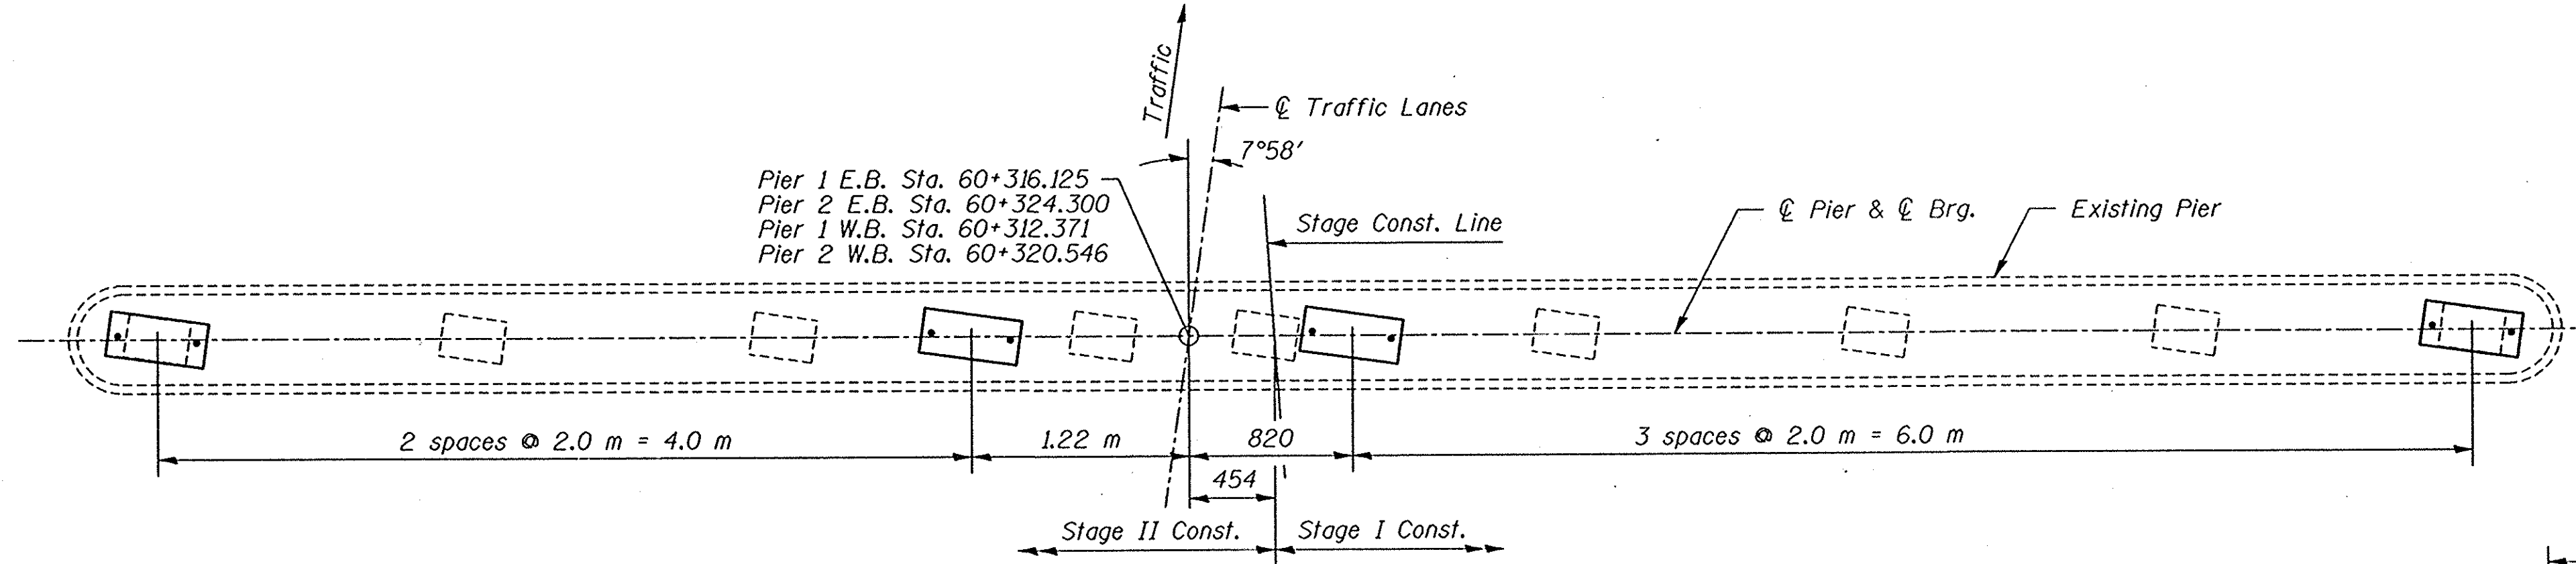 Traffic
℄ Traffic Lanes
7°58'
Pier 1 E.B. Sta. 60+316.125
Pier 2 E.B. Sta. 60+324.300
Pier 1 W.B. Sta. 60+312.371
Pier 2 W.B. Sta. 60+320.546
Stage Const. Line
℄ Pier & ℄ Brg.
Existing Pier
2 spaces @ 2.0 m = 4.0 m
1.22 m
820
3 spaces @ 2.0 m = 6.0 m
454
Stage II Const.
Stage I Const.